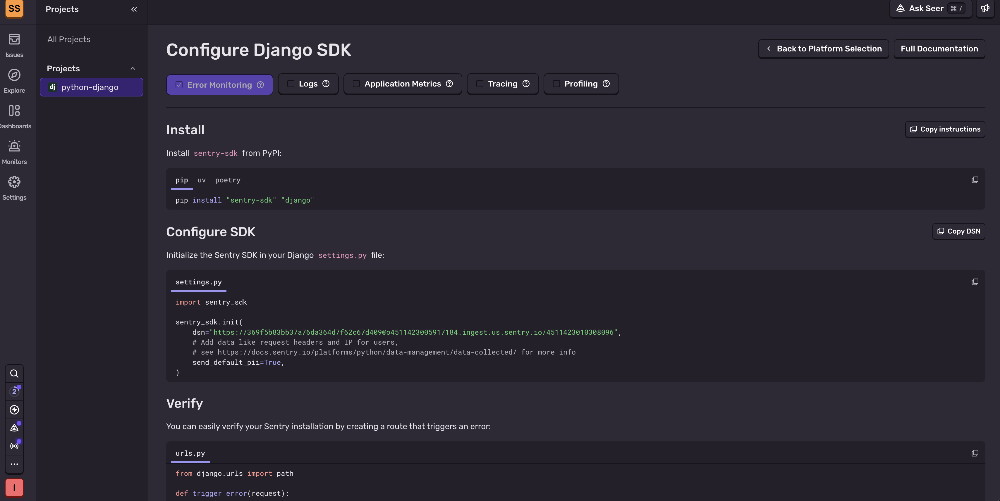 SS
Projects
Ask Seer ⌘ /
Issues
Explore
Dashboards
Monitors
Settings
2
I
All Projects
Projects
dj python-django
Configure Django SDK
Back to Platform Selection
Full Documentation
Error Monitoring
Logs
Application Metrics
Tracing
Profiling
Install
Copy instructions
Install sentry-sdk from PyPI:
pip uv poetry
pip install "sentry-sdk" "django"
Configure SDK
Copy DSN
Initialize the Sentry SDK in your Django settings.py file:
settings.py
import sentry_sdk
sentry_sdk.init(
dsn="https://369f5b83bb37a76da364d7f62c67d409@o4511423005917184.ingest.us.sentry.io/4511423010308096",
# Add data like request headers and IP for users,
# see https://docs.sentry.io/platforms/python/data-management/data-collected/ for more info
send_default_pii=True,
)
Verify
You can easily verify your Sentry installation by creating a route that triggers an error:
urls.py
from django.urls import path
def trigger_error(request):